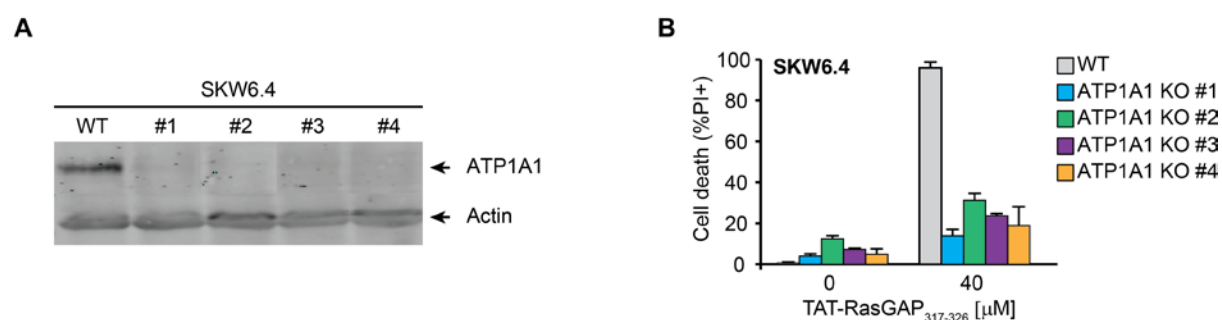 A
SKW6.4
WT #1 #2 #3 #4
ATP1A1
Actin
B
SKW6.4
Cell death (%PI+)
100
80
60
40
20
0
0 40
TAT-RasGAP317-326 [µM]
WT
ATP1A1 KO #1
ATP1A1 KO #2
ATP1A1 KO #3
ATP1A1 KO #4